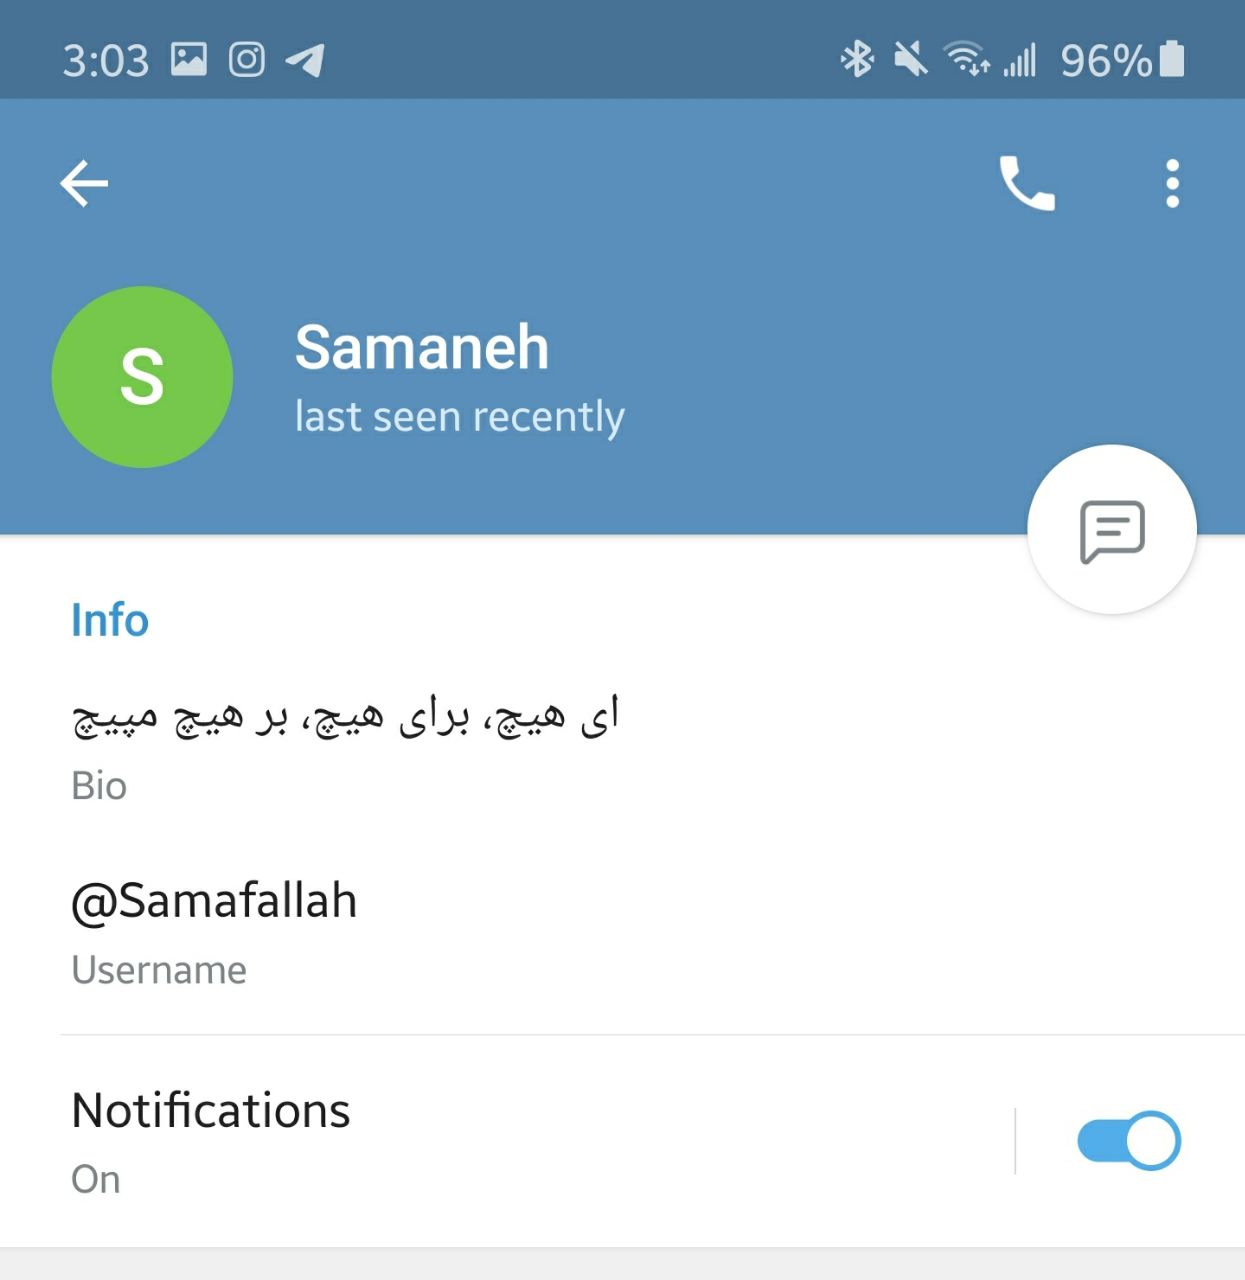 3:03 96%
S
Samaneh
last seen recently
Info
ای هیچ، برای هیچ، بر هیچ مپیچ
Bio
@Samafallah
Username
Notifications
On